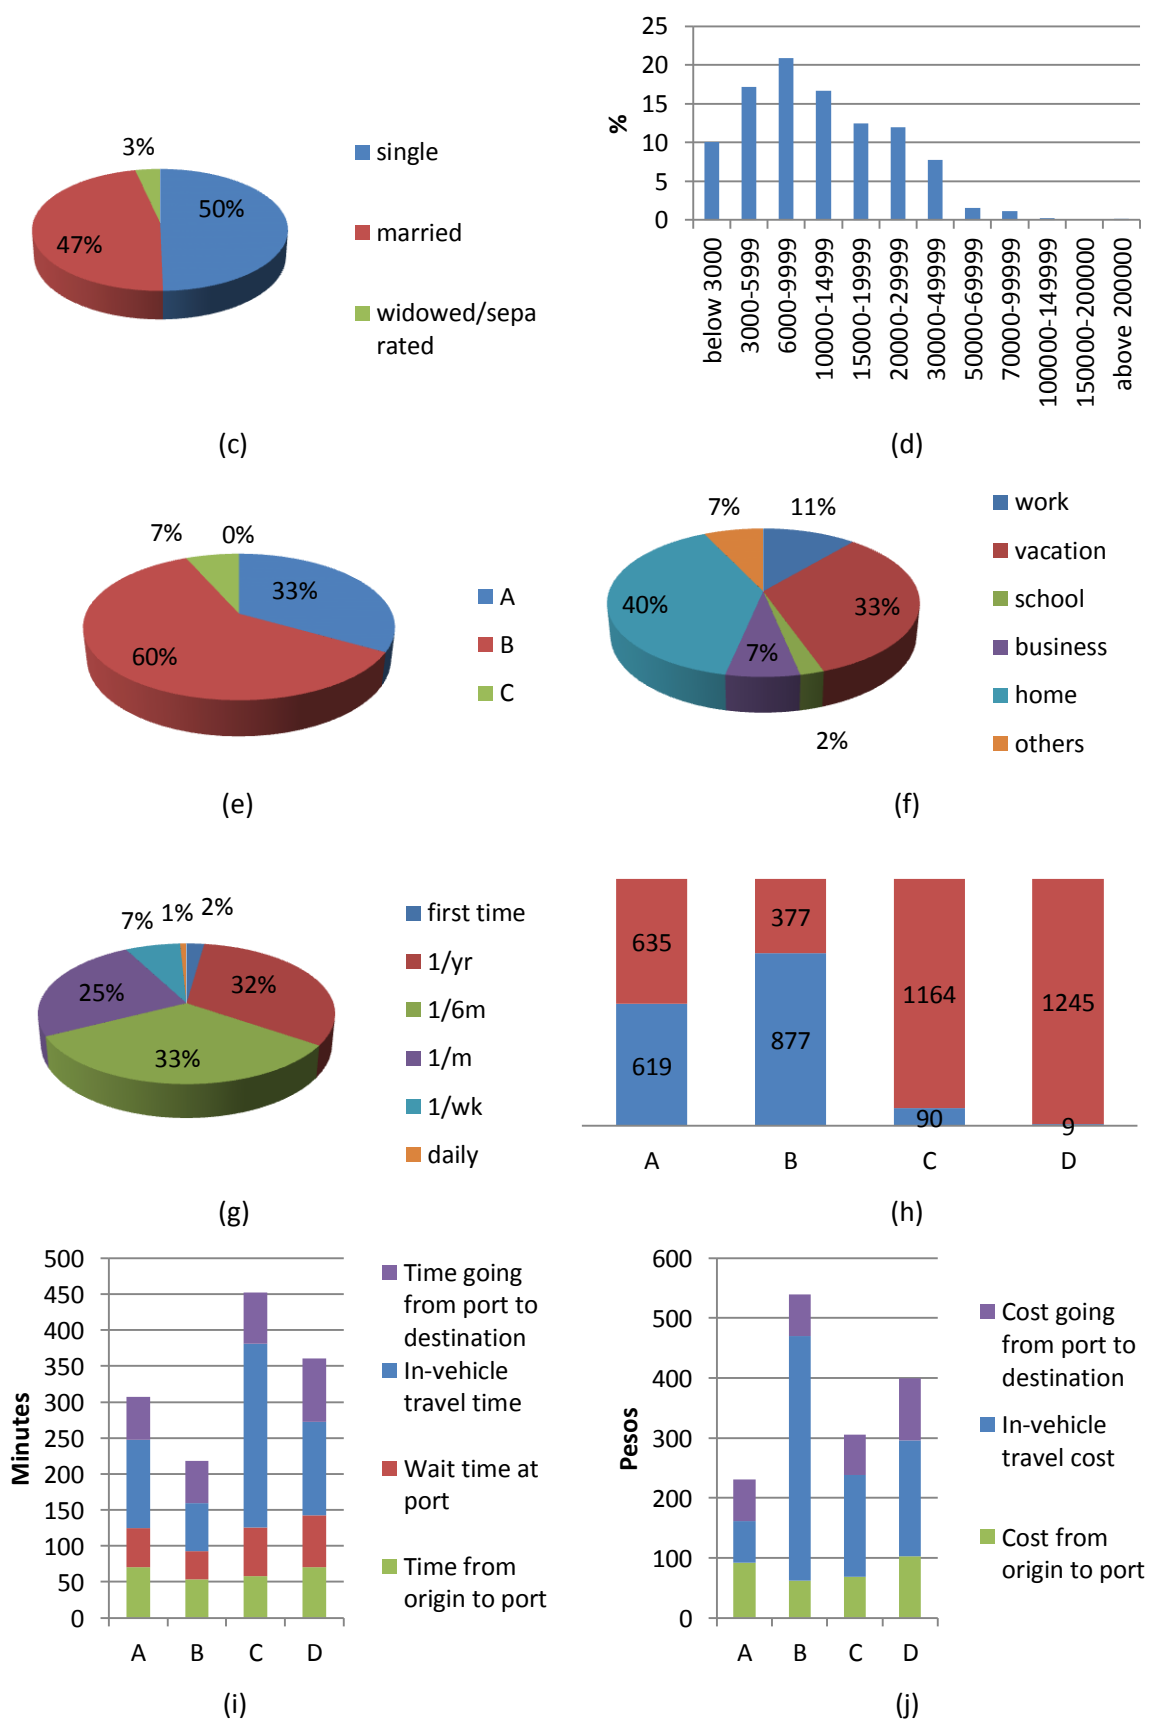 3%
50%
47%
single
married
widowed/sepa
rated
(c)
25
20
15
10
5
0
%
below 3000
3000-5999
6000-9999
10000-149999
15000-19999
20000-29999
30000-49999
50000-69999
70000-99999
100000-149999
150000-200000
above 200000
(d)
7%
0%
33%
60%
A
B
C
(e)
7%
11%
40%
33%
7%
2%
work
vacation
school
business
home
others
(f)
7%
1%
2%
25%
32%
33%
first time
1/yr
1/6m
1/m
1/wk
daily
(g)
635
377
1164
1245
619
877
90
9
A
B
C
D
(h)
500
450
400
350
300
250
200
150
100
50
0
Minutes
A
B
C
D
Time going
from port to
destination
In-vehicle
travel time
Wait time at
port
Time from
origin to port
(i)
600
500
400
300
200
100
0
Pesos
A
B
C
D
Cost going
from port to
destination
In-vehicle
travel cost
Cost from
origin to port
(j)